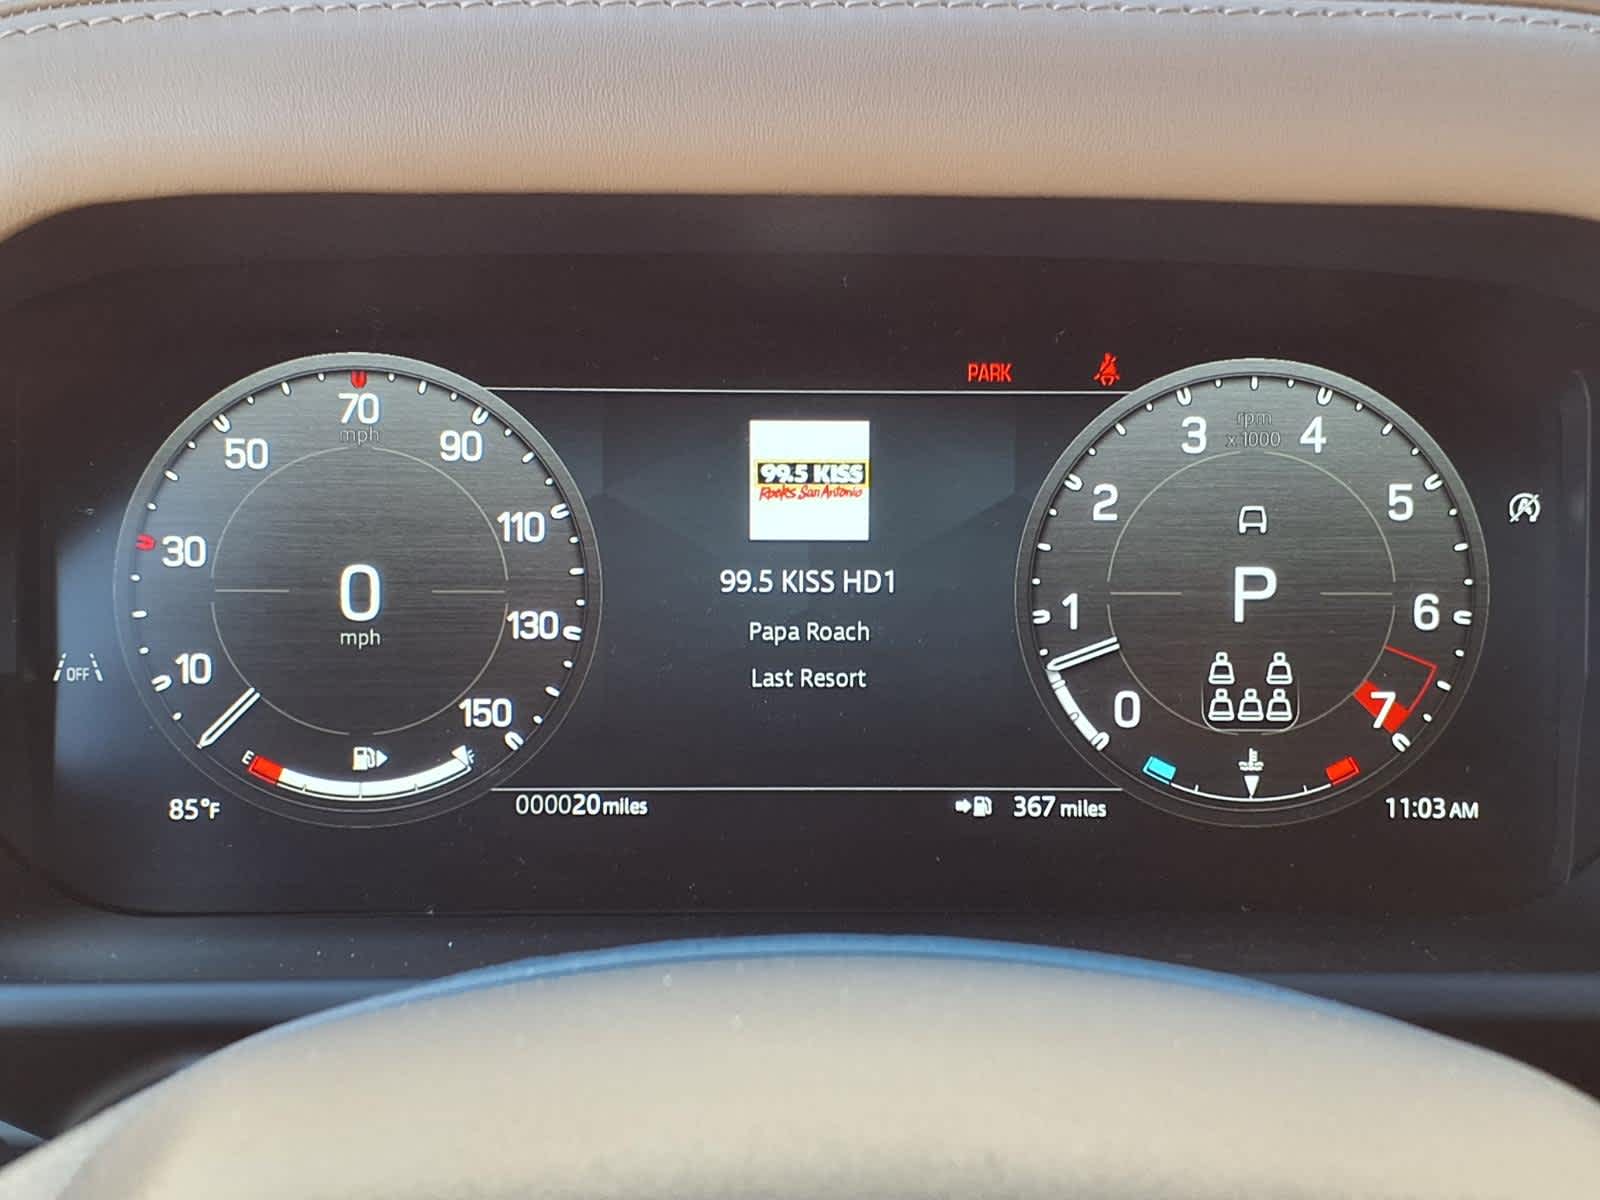 PARK
70
mph
50
90
30
110
0
mph
10
130
150
E
F
85°F
99.5 KISS
Rocks San Antonio
99.5 KISS HD1
Papa Roach
Last Resort
000020 miles
367 miles
rpm
x 1000
3
4
2
5
P
1
6
0
7
11:03 AM
OFF
A